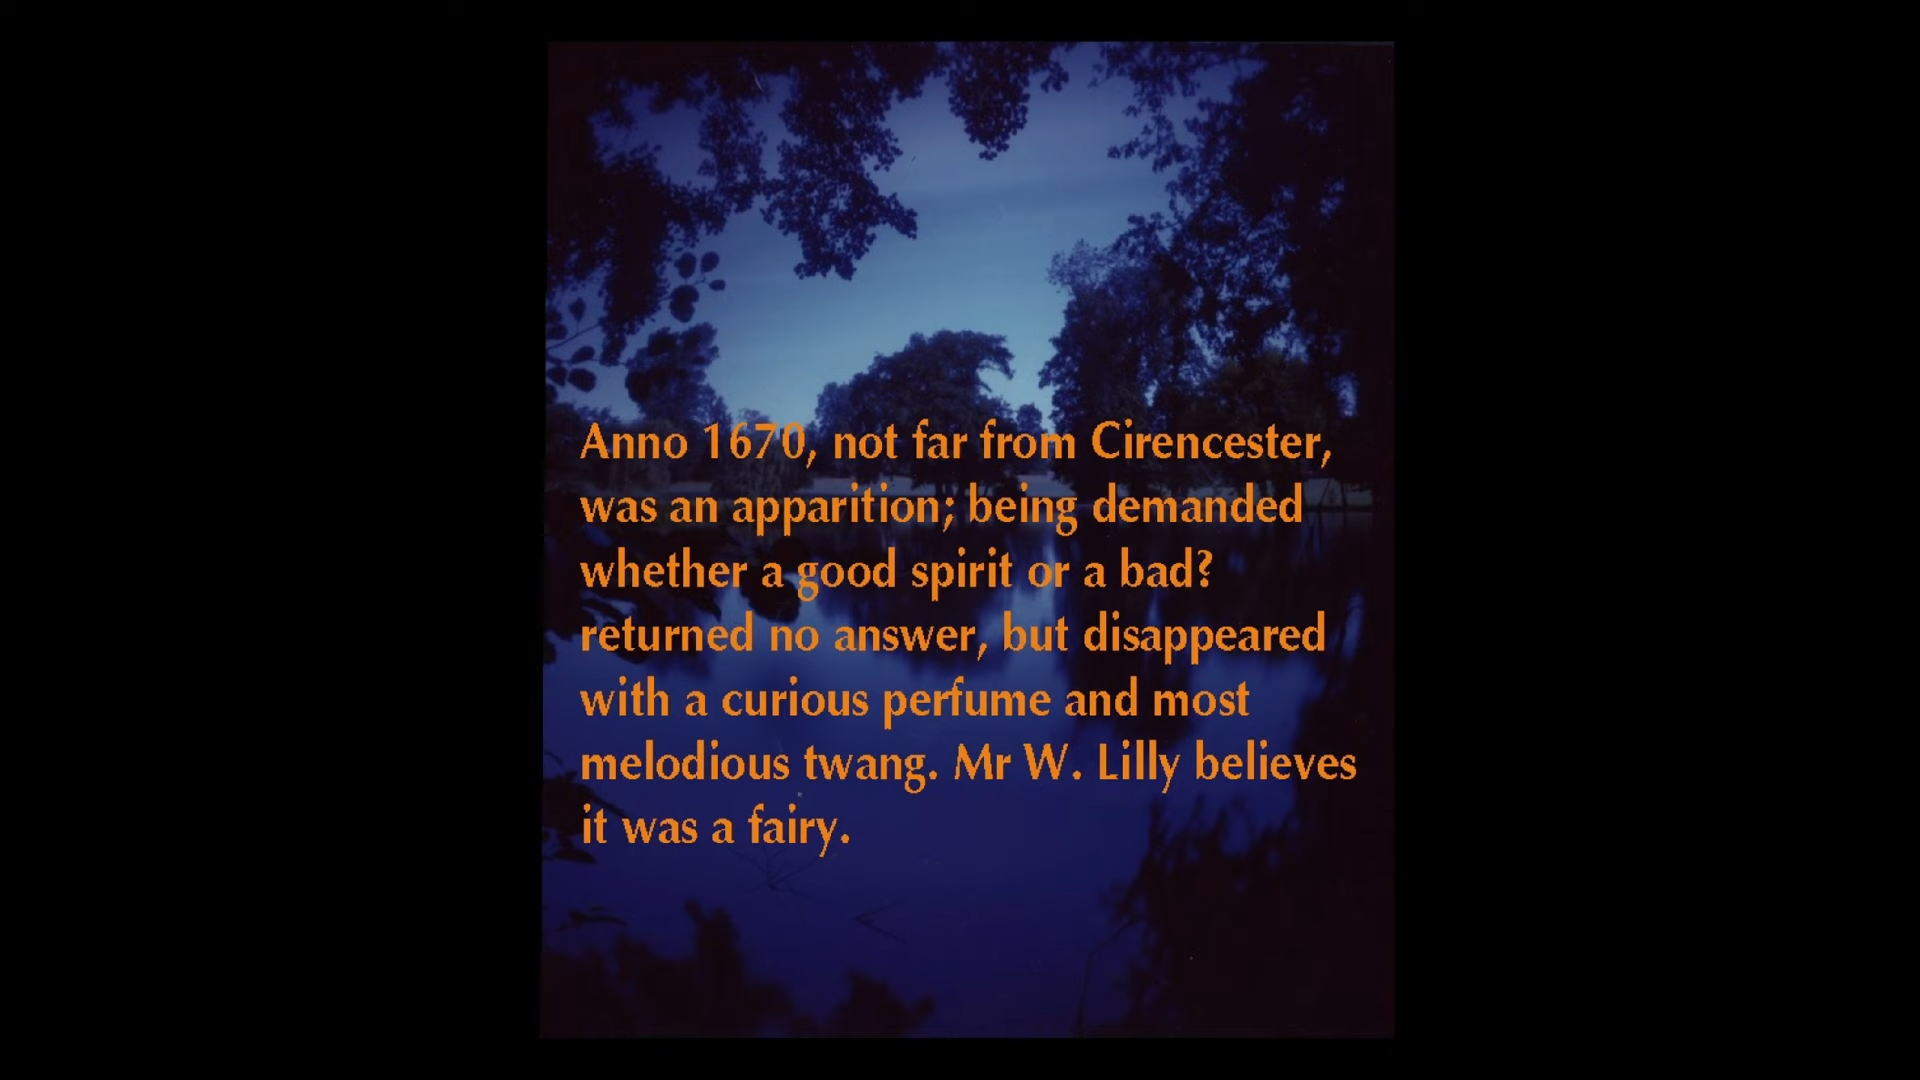 Anno 1670, not far from Cirencester,
was an apparition; being demanded
whether a good spirit or a bad?
returned no answer, but disappeared
with a curious perfume and most
melodious twang. Mr W. Lilly believes
it was a fairy.